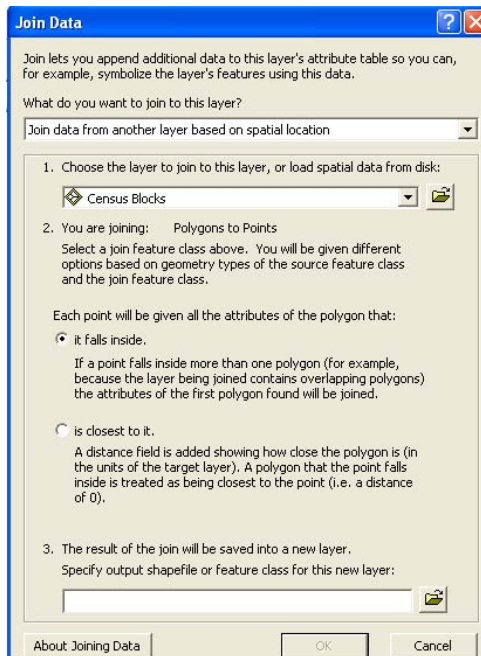 Join Data
Join lets you append additional data to this layer's attribute table so you can,
for example, symbolize the layer's features using this data.
What do you want to join to this layer?
Join data from another layer based on spatial location
1. Choose the layer to join to this layer, or load spatial data from disk:
Census Blocks
2. You are joining: Polygons to Points
Select a join feature class above. You will be given different
options based on geometry types of the source feature class
and the join feature class.
Each point will be given all the attributes of the polygon that:
it falls inside.
If a point falls inside more than one polygon (for example,
because the layer being joined contains overlapping polygons)
the attributes of the first polygon found will be joined.
is closest to it.
A distance field is added showing how close the polygon is (in
the units of the target layer). A polygon that the point falls
inside is treated as being closest to the point (i.e. a distance
of 0).
3. The result of the join will be saved into a new layer.
Specify output shapefile or feature class for this new layer:
About Joining Data OK Cancel